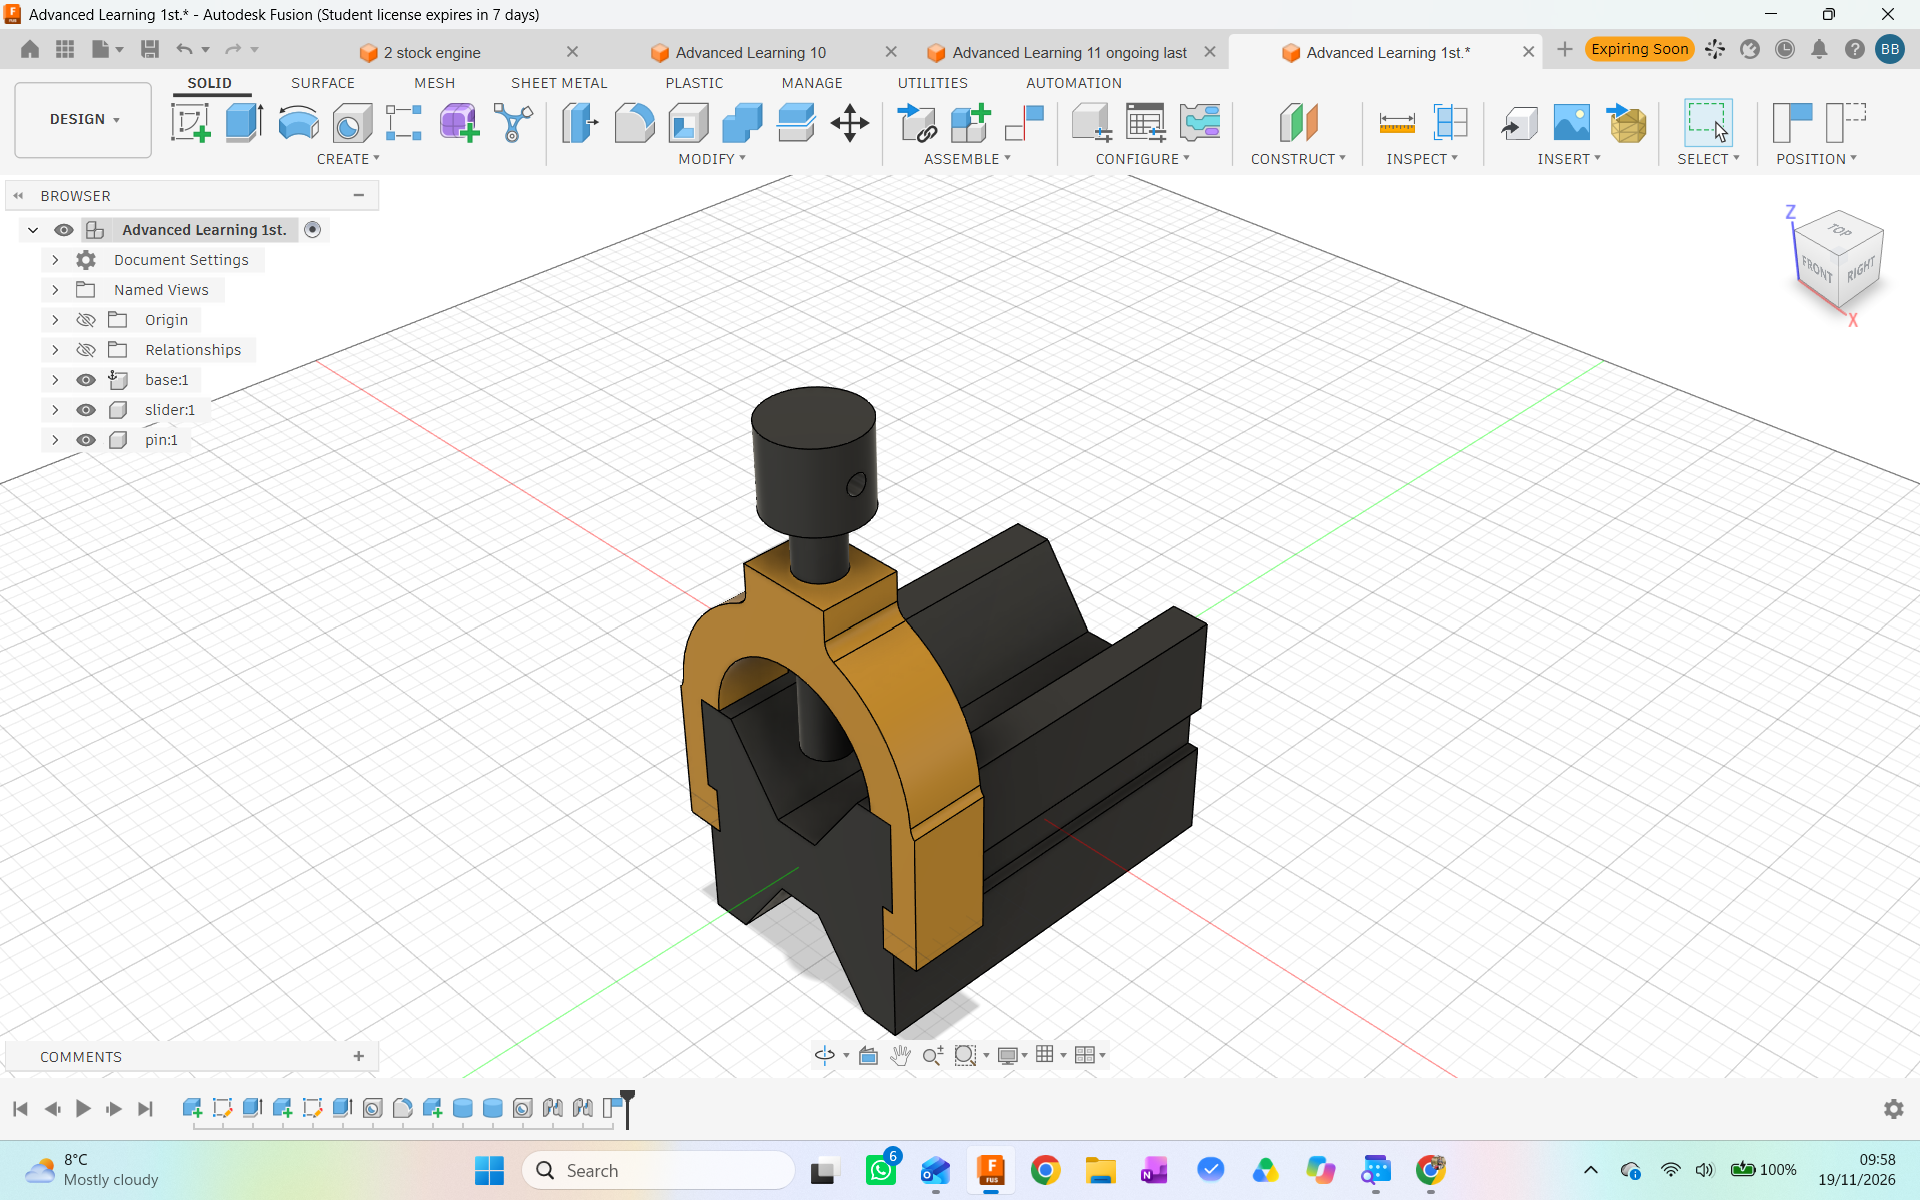 Advanced Learning 1st.* - Autodesk Fusion (Student license expires in 7 days)
2 stock engine
Advanced Learning 10
Advanced Learning 11 ongoing last
Advanced Learning 1st.*
Expiring Soon
BB
DESIGN
SOLID SURFACE MESH SHEET METAL PLASTIC MANAGE UTILITIES AUTOMATION
CREATE MODIFY ASSEMBLE CONFIGURE CONSTRUCT INSPECT INSERT SELECT POSITION
BROWSER
Advanced Learning 1st.
Document Settings
Named Views
Origin
Relationships
base:1
slider:1
pin:1
Z
TOP
FRONT
RIGHT
X
COMMENTS
8°C
Mostly cloudy
Search
6
100%
09:58
19/11/2026